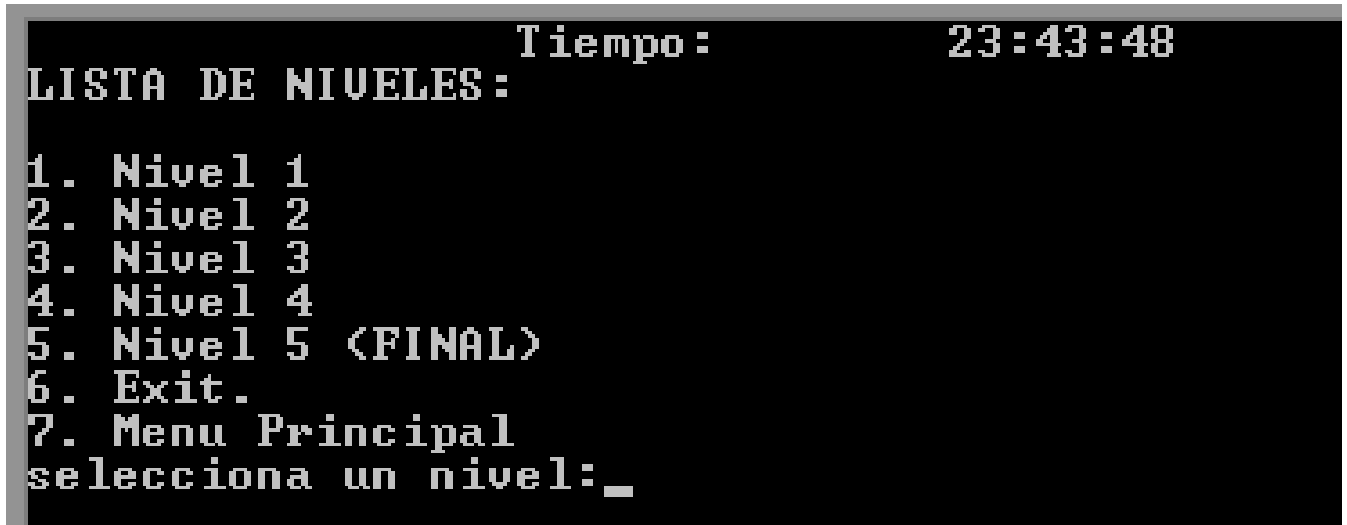 Tiempo: 23:43:48
LISTA DE NIVELES:
1. Nivel 1
2. Nivel 2
3. Nivel 3
4. Nivel 4
5. Nivel 5 (FINAL)
6. Exit.
7. Menu Principal
selecciona un nivel:_